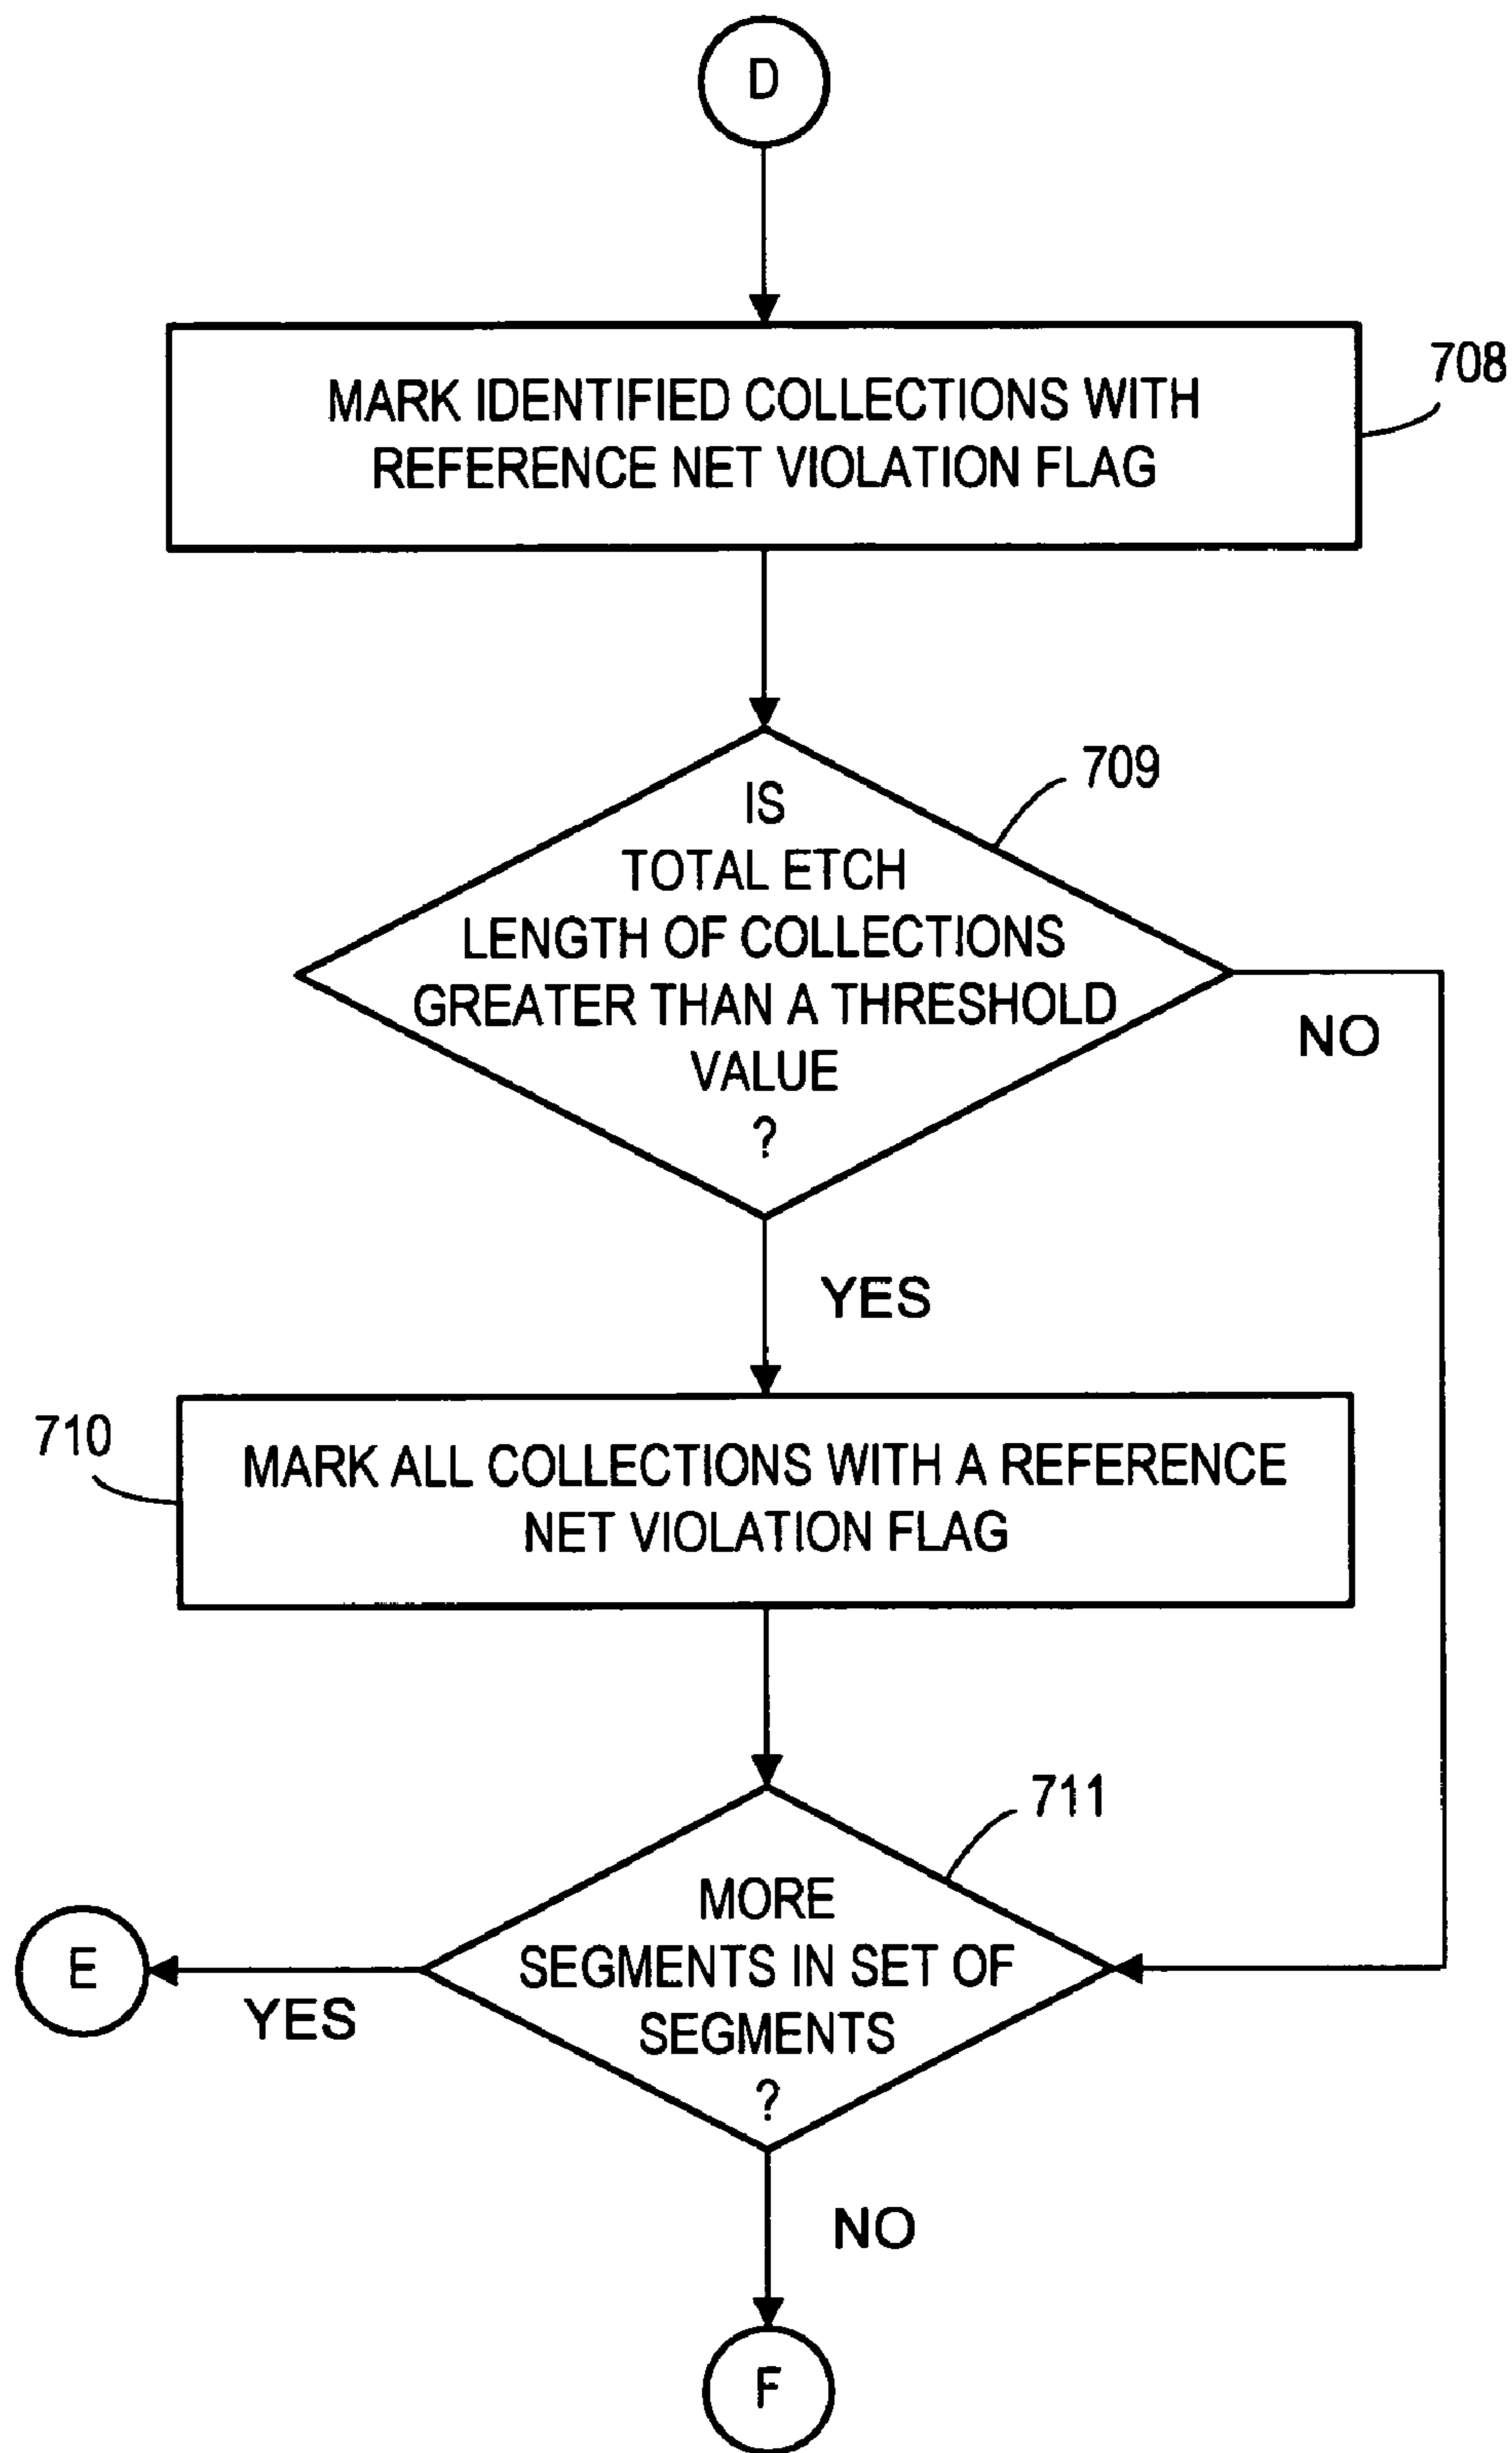 D
MARK IDENTIFIED COLLECTIONS WITH
REFERENCE NET VIOLATION FLAG
708
709
IS
TOTAL ETCH
LENGTH OF COLLECTIONS
GREATER THAN A THRESHOLD
VALUE
?
NO
YES
710
MARK ALL COLLECTIONS WITH A REFERENCE
NET VIOLATION FLAG
711
MORE
SEGMENTS IN SET OF
SEGMENTS
?
E
YES
NO
F